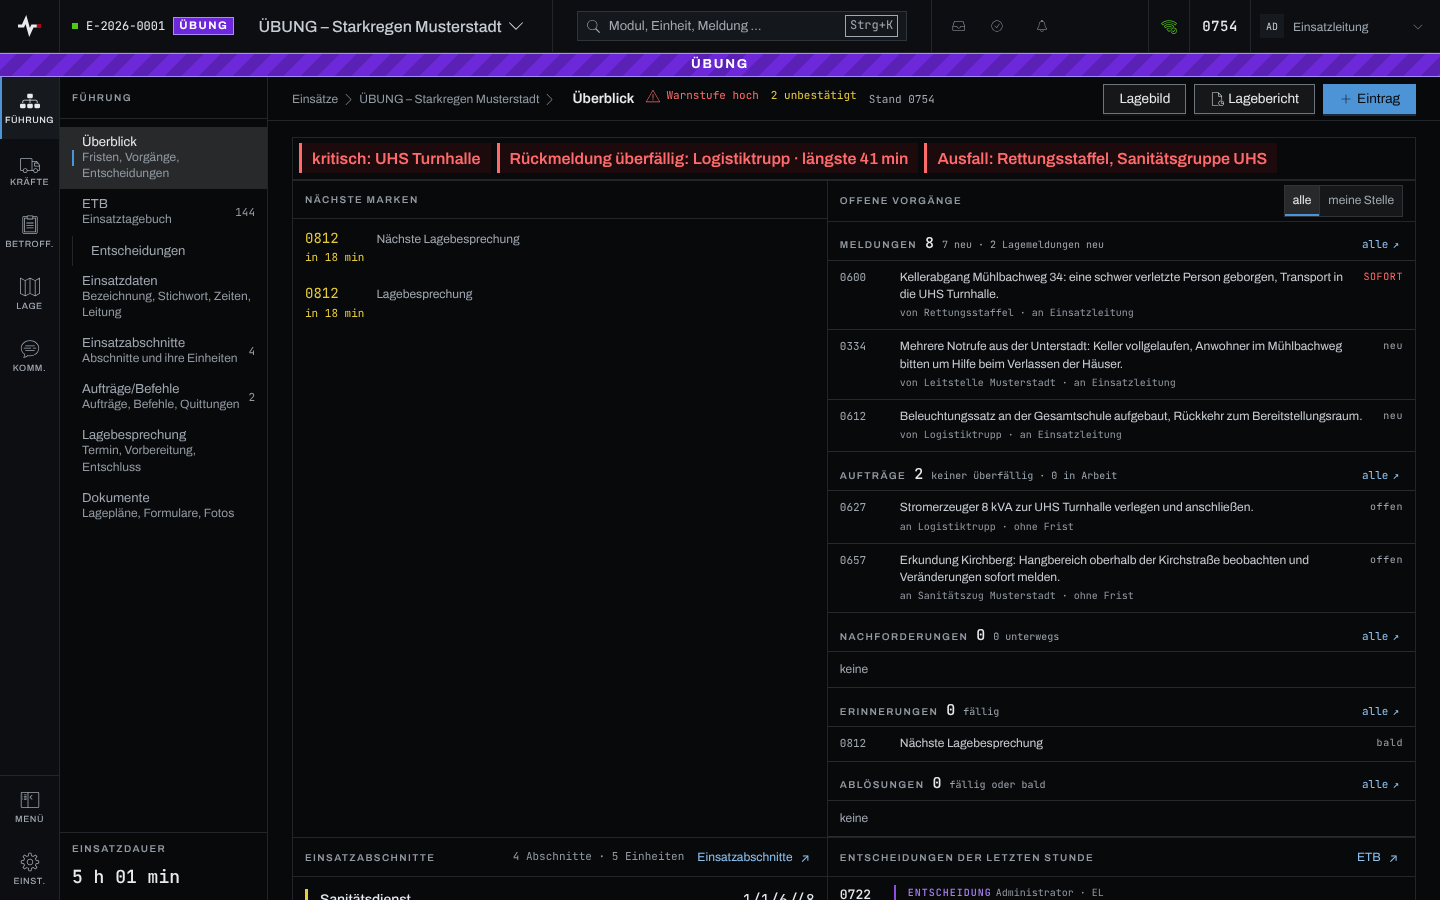 E-2026-0001 ÜBUNG ÜBUNG – Starkregen Musterstadt
Modul, Einheit, Meldung ... Strg+K
0754
AD Einsatzleitung
ÜBUNG
FÜHRUNG
KRÄFTE
BETROFF.
LAGE
KOMM.
MENÜ
EINST.
FÜHRUNG
Überblick
Fristen, Vorgänge,
Entscheidungen
ETB
Einsatztagebuch
144
Entscheidungen
Einsatzdaten
Bezeichnung, Stichwort, Zeiten,
Leitung
Einsatzabschnitte
Abschnitte und ihre Einheiten
4
Aufträge/Befehle
Aufträge, Befehle, Quittungen
2
Lagebesprechung
Termin, Vorbereitung,
Entschluss
Dokumente
Lagepläne, Formulare, Fotos
EINSATZDAUER
5 h 01 min
Einsätze ÜBUNG – Starkregen Musterstadt Überblick Warnstufe hoch 2 unbestätigt Stand 0754
Lagebild Lagebericht + Eintrag
kritisch: UHS Turnhalle Rückmeldung überfällig: Logistiktrupp · längste 41 min Ausfall: Rettungsstaffel, Sanitätsgruppe UHS
NÄCHSTE MARKEN
0812 Nächste Lagebesprechung
in 18 min
0812 Lagebesprechung
in 18 min
OFFENE VORGÄNGE alle meine Stelle
MELDUNGEN 8 7 neu · 2 Lagemeldungen neu alle ↗
0600 Kellerabgang Mühlbachweg 34: eine schwer verletzte Person geborgen, Transport in SOFORT
die UHS Turnhalle.
von Rettungsstaffel · an Einsatzleitung
0334 Mehrere Notrufe aus der Unterstadt: Keller vollgelaufen, Anwohner im Mühlbachweg neu
bitten um Hilfe beim Verlassen der Häuser.
von Leitstelle Musterstadt · an Einsatzleitung
0612 Beleuchtungssatz an der Gesamtschule aufgebaut, Rückkehr zum Bereitstellungsraum. neu
von Logistiktrupp · an Einsatzleitung
AUFTRÄGE 2 keiner überfällig · 0 in Arbeit alle ↗
0627 Stromerzeuger 8 kVA zur UHS Turnhalle verlegen und anschließen. offen
an Logistiktrupp · ohne Frist
0657 Erkundung Kirchberg: Hangbereich oberhalb der Kirchstraße beobachten und offen
Veränderungen sofort melden.
an Sanitätszug Musterstadt · ohne Frist
NACHFORDERUNGEN 0 0 unterwegs alle ↗
keine
ERINNERUNGEN 0 fällig alle ↗
0812 Nächste Lagebesprechung bald
ABLÖSUNGEN 0 fällig oder bald alle ↗
keine
EINSATZABSCHNITTE 4 Abschnitte · 5 Einheiten Einsatzabschnitte ↗
Sanitätsdienst 1/1/6//8
ENTSCHEIDUNGEN DER LETZTEN STUNDE ETB ↗
0722 ENTSCHEIDUNG Administrator · EL